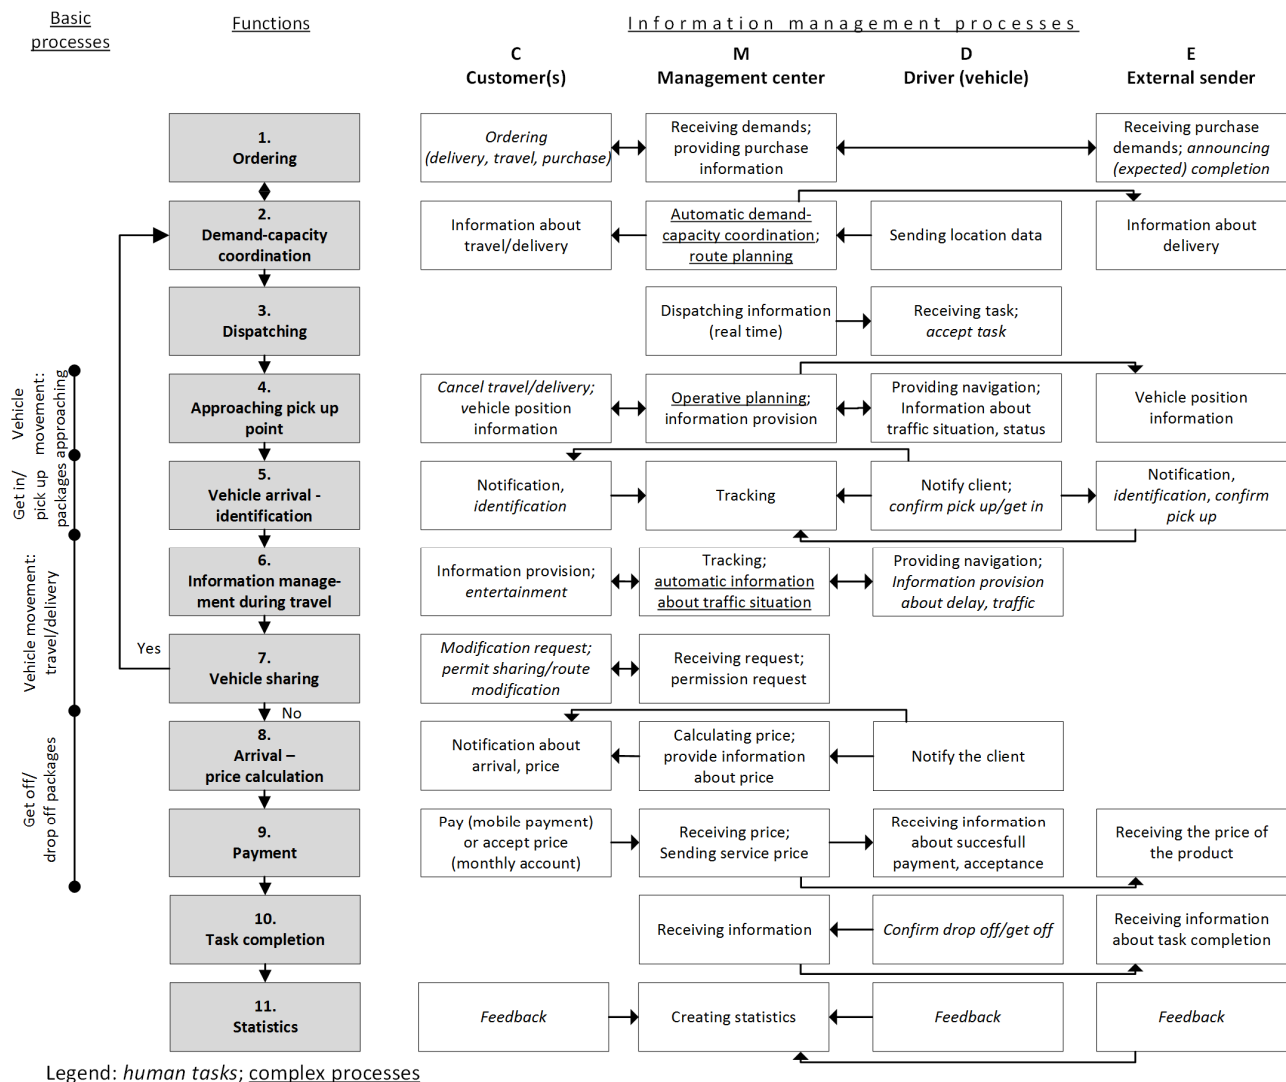 Basic
processes
Functions
Information management processes
C
Customer(s)
M
Management center
D
Driver (vehicle)
E
External sender
1.
Ordering
Ordering
(delivery, travel, purchase)
Receiving demands;
providing purchase
information
Receiving purchase
demands; announcing
(expected) completion
2.
Demand-capacity
coordination
Information about
travel/delivery
Automatic demand-
capacity coordination;
route planning
Sending location data
Information about
delivery
3.
Dispatching
Dispatching information
(real time)
Receiving task;
accept task
Vehicle
movement:
approaching
4.
Approaching pick up
point
Cancel travel/delivery;
vehicle position
information
Operative planning;
information provision
Providing navigation;
Information about
traffic situation, status
Vehicle position
information
Get in/
pick up
packages
5.
Vehicle arrival -
identification
Notification,
identification
Tracking
Notify client;
confirm pick up/get in
Notification,
identification, confirm
pick up
Vehicle movement:
travel/delivery
6.
Information manage-
ment during travel
Information provision;
entertainment
Tracking;
automatic information
about traffic situation
Providing navigation;
Information provision
about delay, traffic
Yes
7.
Vehicle sharing
Modification request;
permit sharing/route
modification
Receiving request;
permission request
No
Get off/
drop off packages
8.
Arrival –
price calculation
Notification about
arrival, price
Calculating price;
provide information
about price
Notify the client
9.
Payment
Pay (mobile payment)
or accept price
(monthly account)
Receiving price;
Sending service price
Receiving information
about succesfull
payment, acceptance
Receiving the price of
the product
10.
Task completion
Receiving information
Confirm drop off/get off
Receiving information
about task completion
11.
Statistics
Feedback
Creating statistics
Feedback
Feedback
Legend: human tasks; complex processes